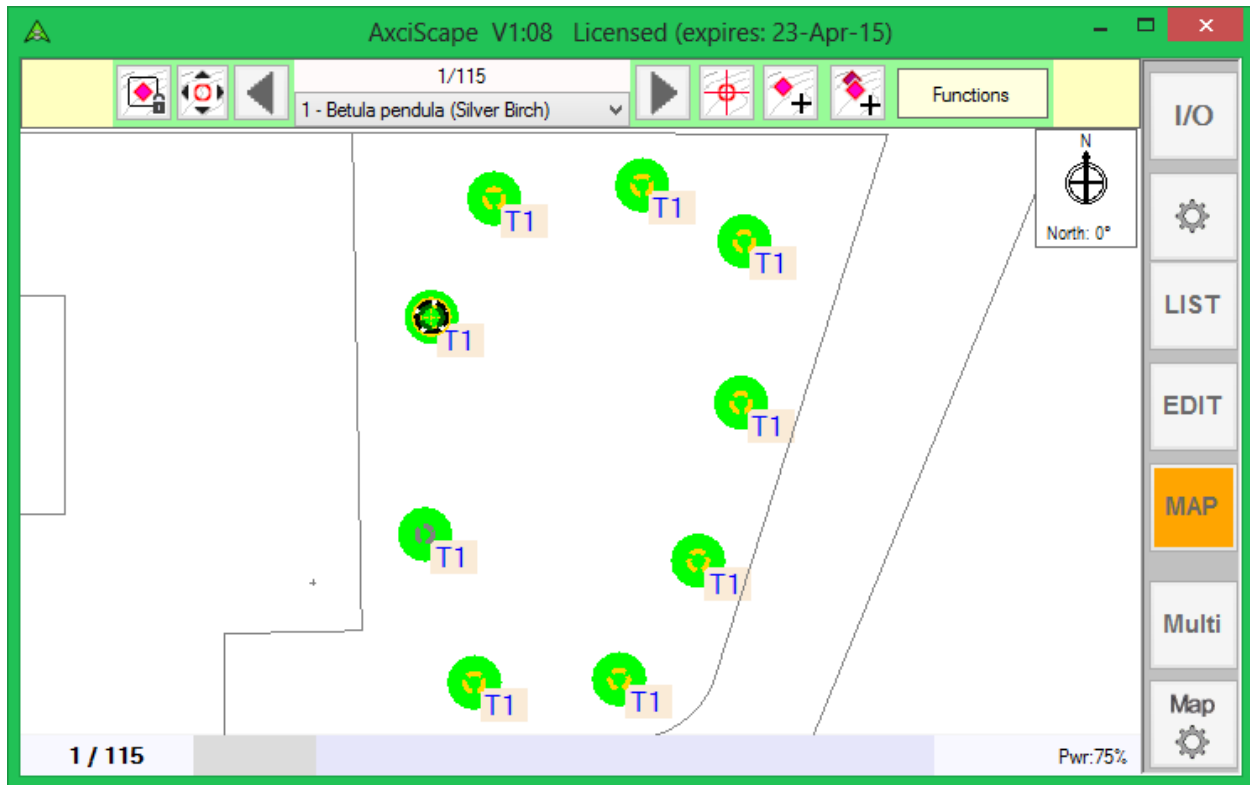 AxciScape V1:08 Licensed (expires: 23-Apr-15)
1/115
1 - Betula pendula (Silver Birch)
Functions
I/O
N
North: 0°
T1
T1
T1
T1
LIST
EDIT
T1
MAP
T1
T1
Multi
T1
T1
Map
1 / 115
Pwr:75%